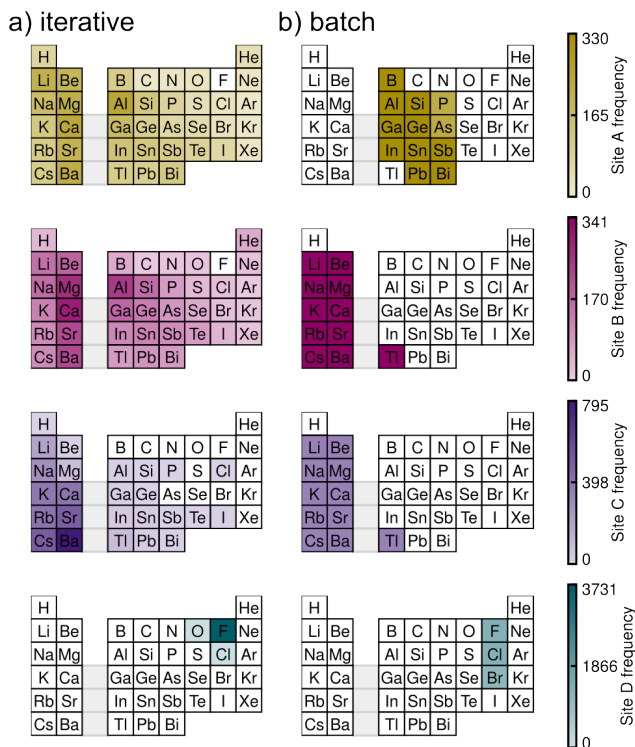 a) iterative
b) batch
H He
Li Be B C N O F Ne
Na Mg Al Si P S Cl Ar
K Ca Ga Ge As Se Br Kr
Rb Sr In Sn Sb Te I Xe
Cs Ba Tl Pb Bi
H He
Li Be B C N O F Ne
Na Mg Al Si P S Cl Ar
K Ca Ga Ge As Se Br Kr
Rb Sr In Sn Sb Te I Xe
Cs Ba Tl Pb Bi
330
165
0
Site A frequency
H He
Li Be B C N O F Ne
Na Mg Al Si P S Cl Ar
K Ca Ga Ge As Se Br Kr
Rb Sr In Sn Sb Te I Xe
Cs Ba Tl Pb Bi
H He
Li Be B C N O F Ne
Na Mg Al Si P S Cl Ar
K Ca Ga Ge As Se Br Kr
Rb Sr In Sn Sb Te I Xe
Cs Ba Tl Pb Bi
341
170
0
Site B frequency
H He
Li Be B C N O F Ne
Na Mg Al Si P S Cl Ar
K Ca Ga Ge As Se Br Kr
Rb Sr In Sn Sb Te I Xe
Cs Ba Tl Pb Bi
H He
Li Be B C N O F Ne
Na Mg Al Si P S Cl Ar
K Ca Ga Ge As Se Br Kr
Rb Sr In Sn Sb Te I Xe
Cs Ba Tl Pb Bi
795
398
0
Site C frequency
H He
Li Be B C N O F Ne
Na Mg Al Si P S Cl Ar
K Ca Ga Ge As Se Br Kr
Rb Sr In Sn Sb Te I Xe
Cs Ba Tl Pb Bi
H He
Li Be B C N O F Ne
Na Mg Al Si P S Cl Ar
K Ca Ga Ge As Se Br Kr
Rb Sr In Sn Sb Te I Xe
Cs Ba Tl Pb Bi
3731
1866
0
Site D frequency